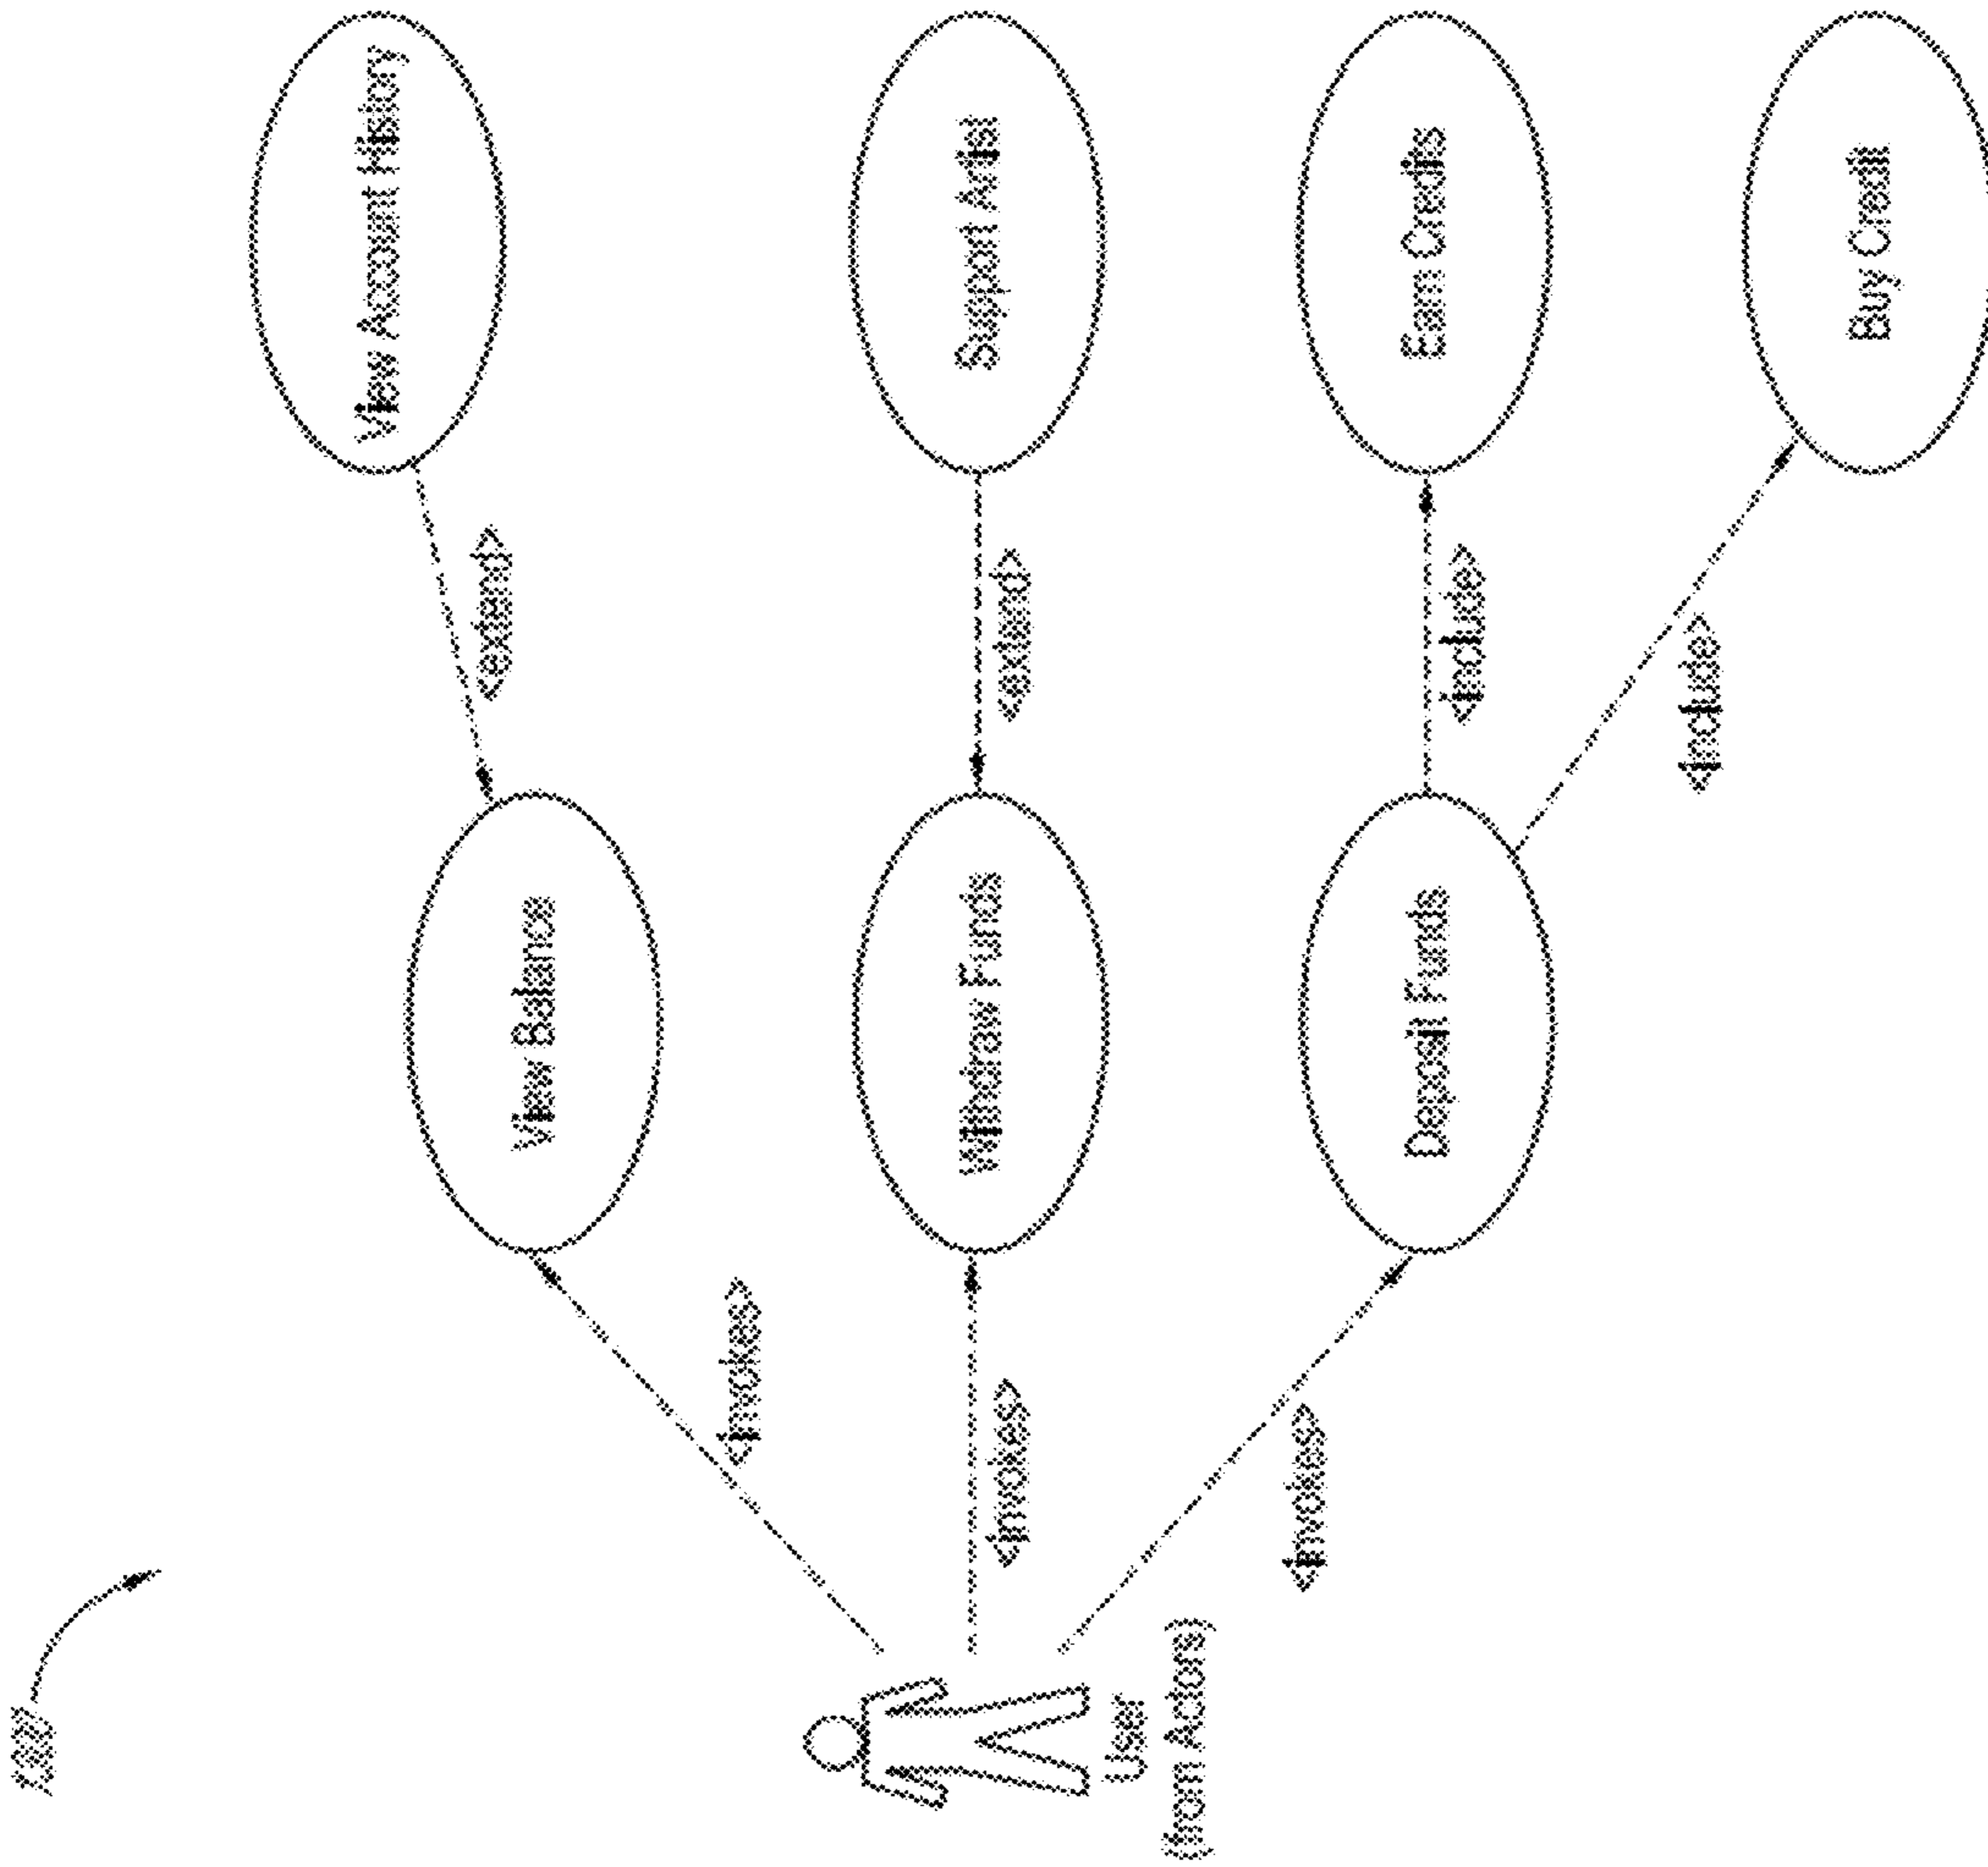 View Account History
<extend>
View Balance
<invokes>
Support Artist
<extend>
Withdraw Funds
<invokes>
User
(from Actors)
Earn Credits
<include>
Deposit Funds
<invokes>
Buy Credit
<include>